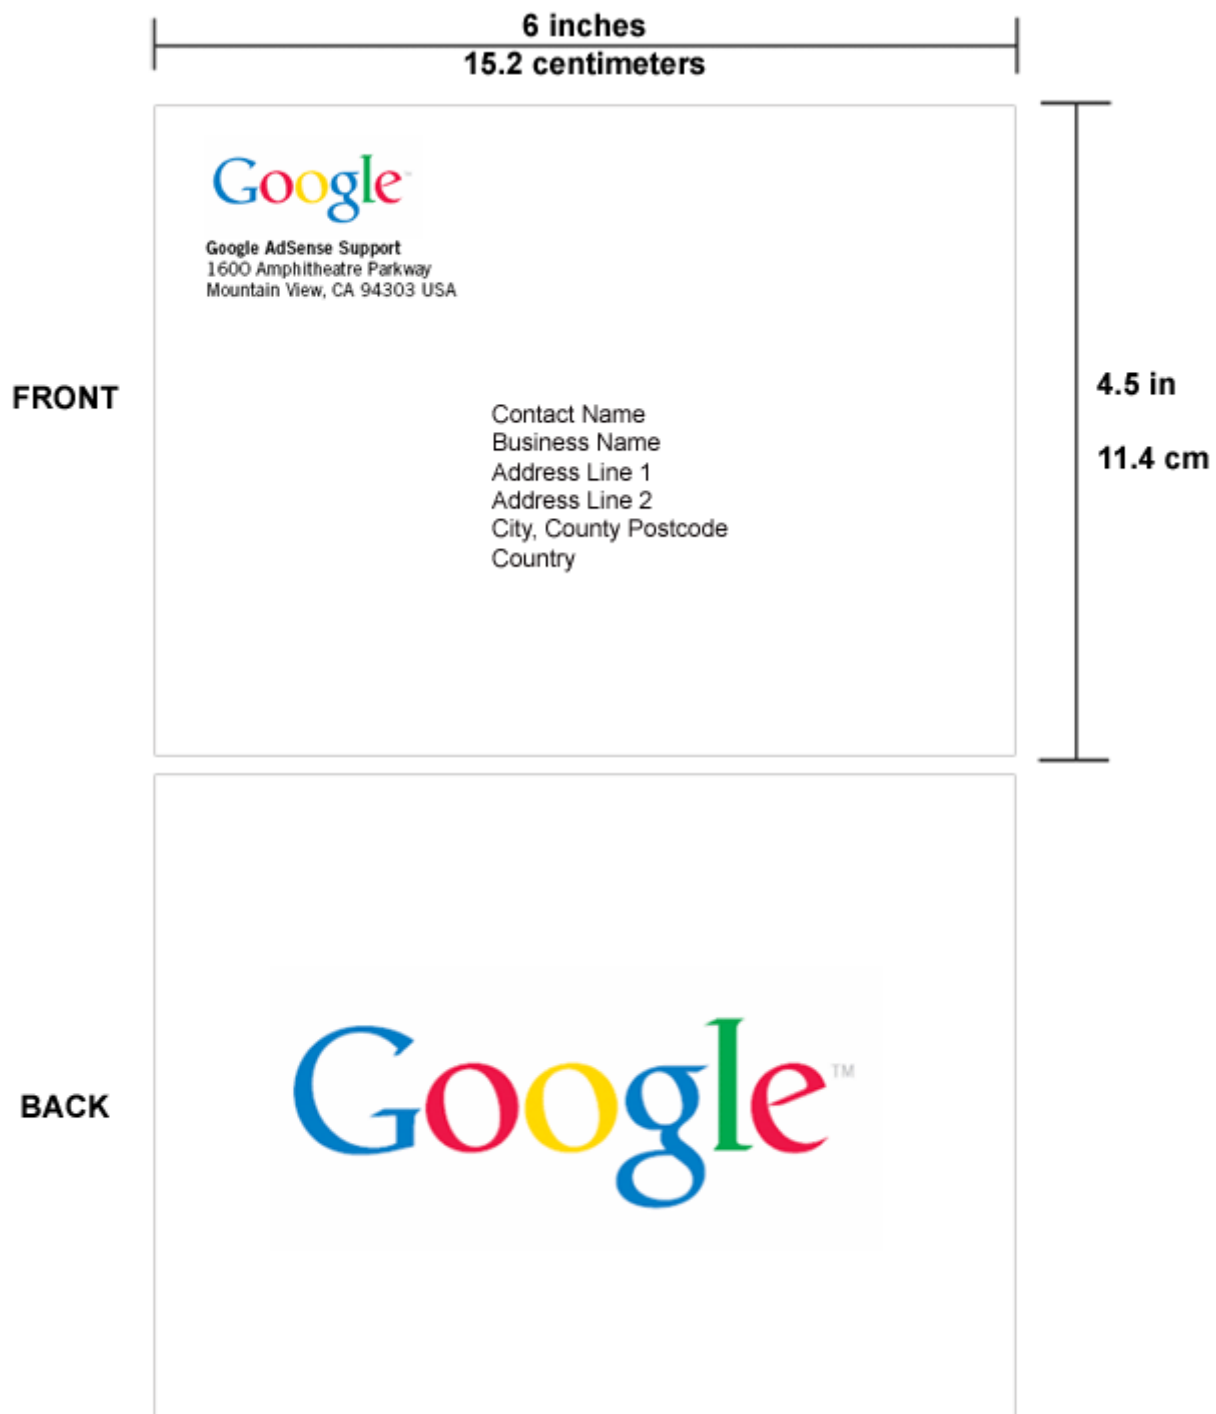 6 inches
15.2 centimeters
Google™
Google AdSense Support
1600 Amphitheatre Parkway
Mountain View, CA 94303 USA
FRONT
4.5 in
11.4 cm
Contact Name
Business Name
Address Line 1
Address Line 2
City, County Postcode
Country
BACK
Google™